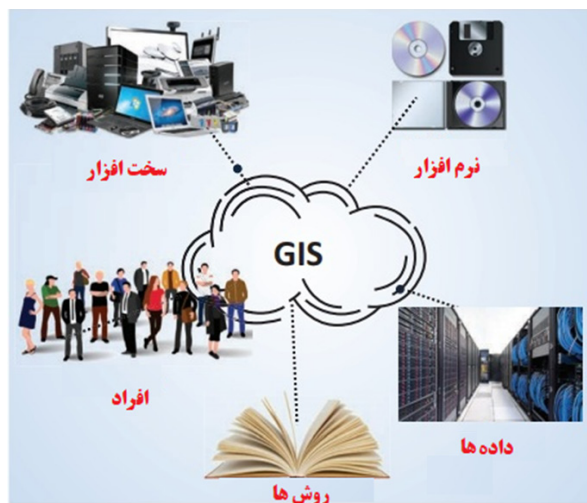 سخت افزار
نرم افزار
GIS
افراد
داده ها
روش ها